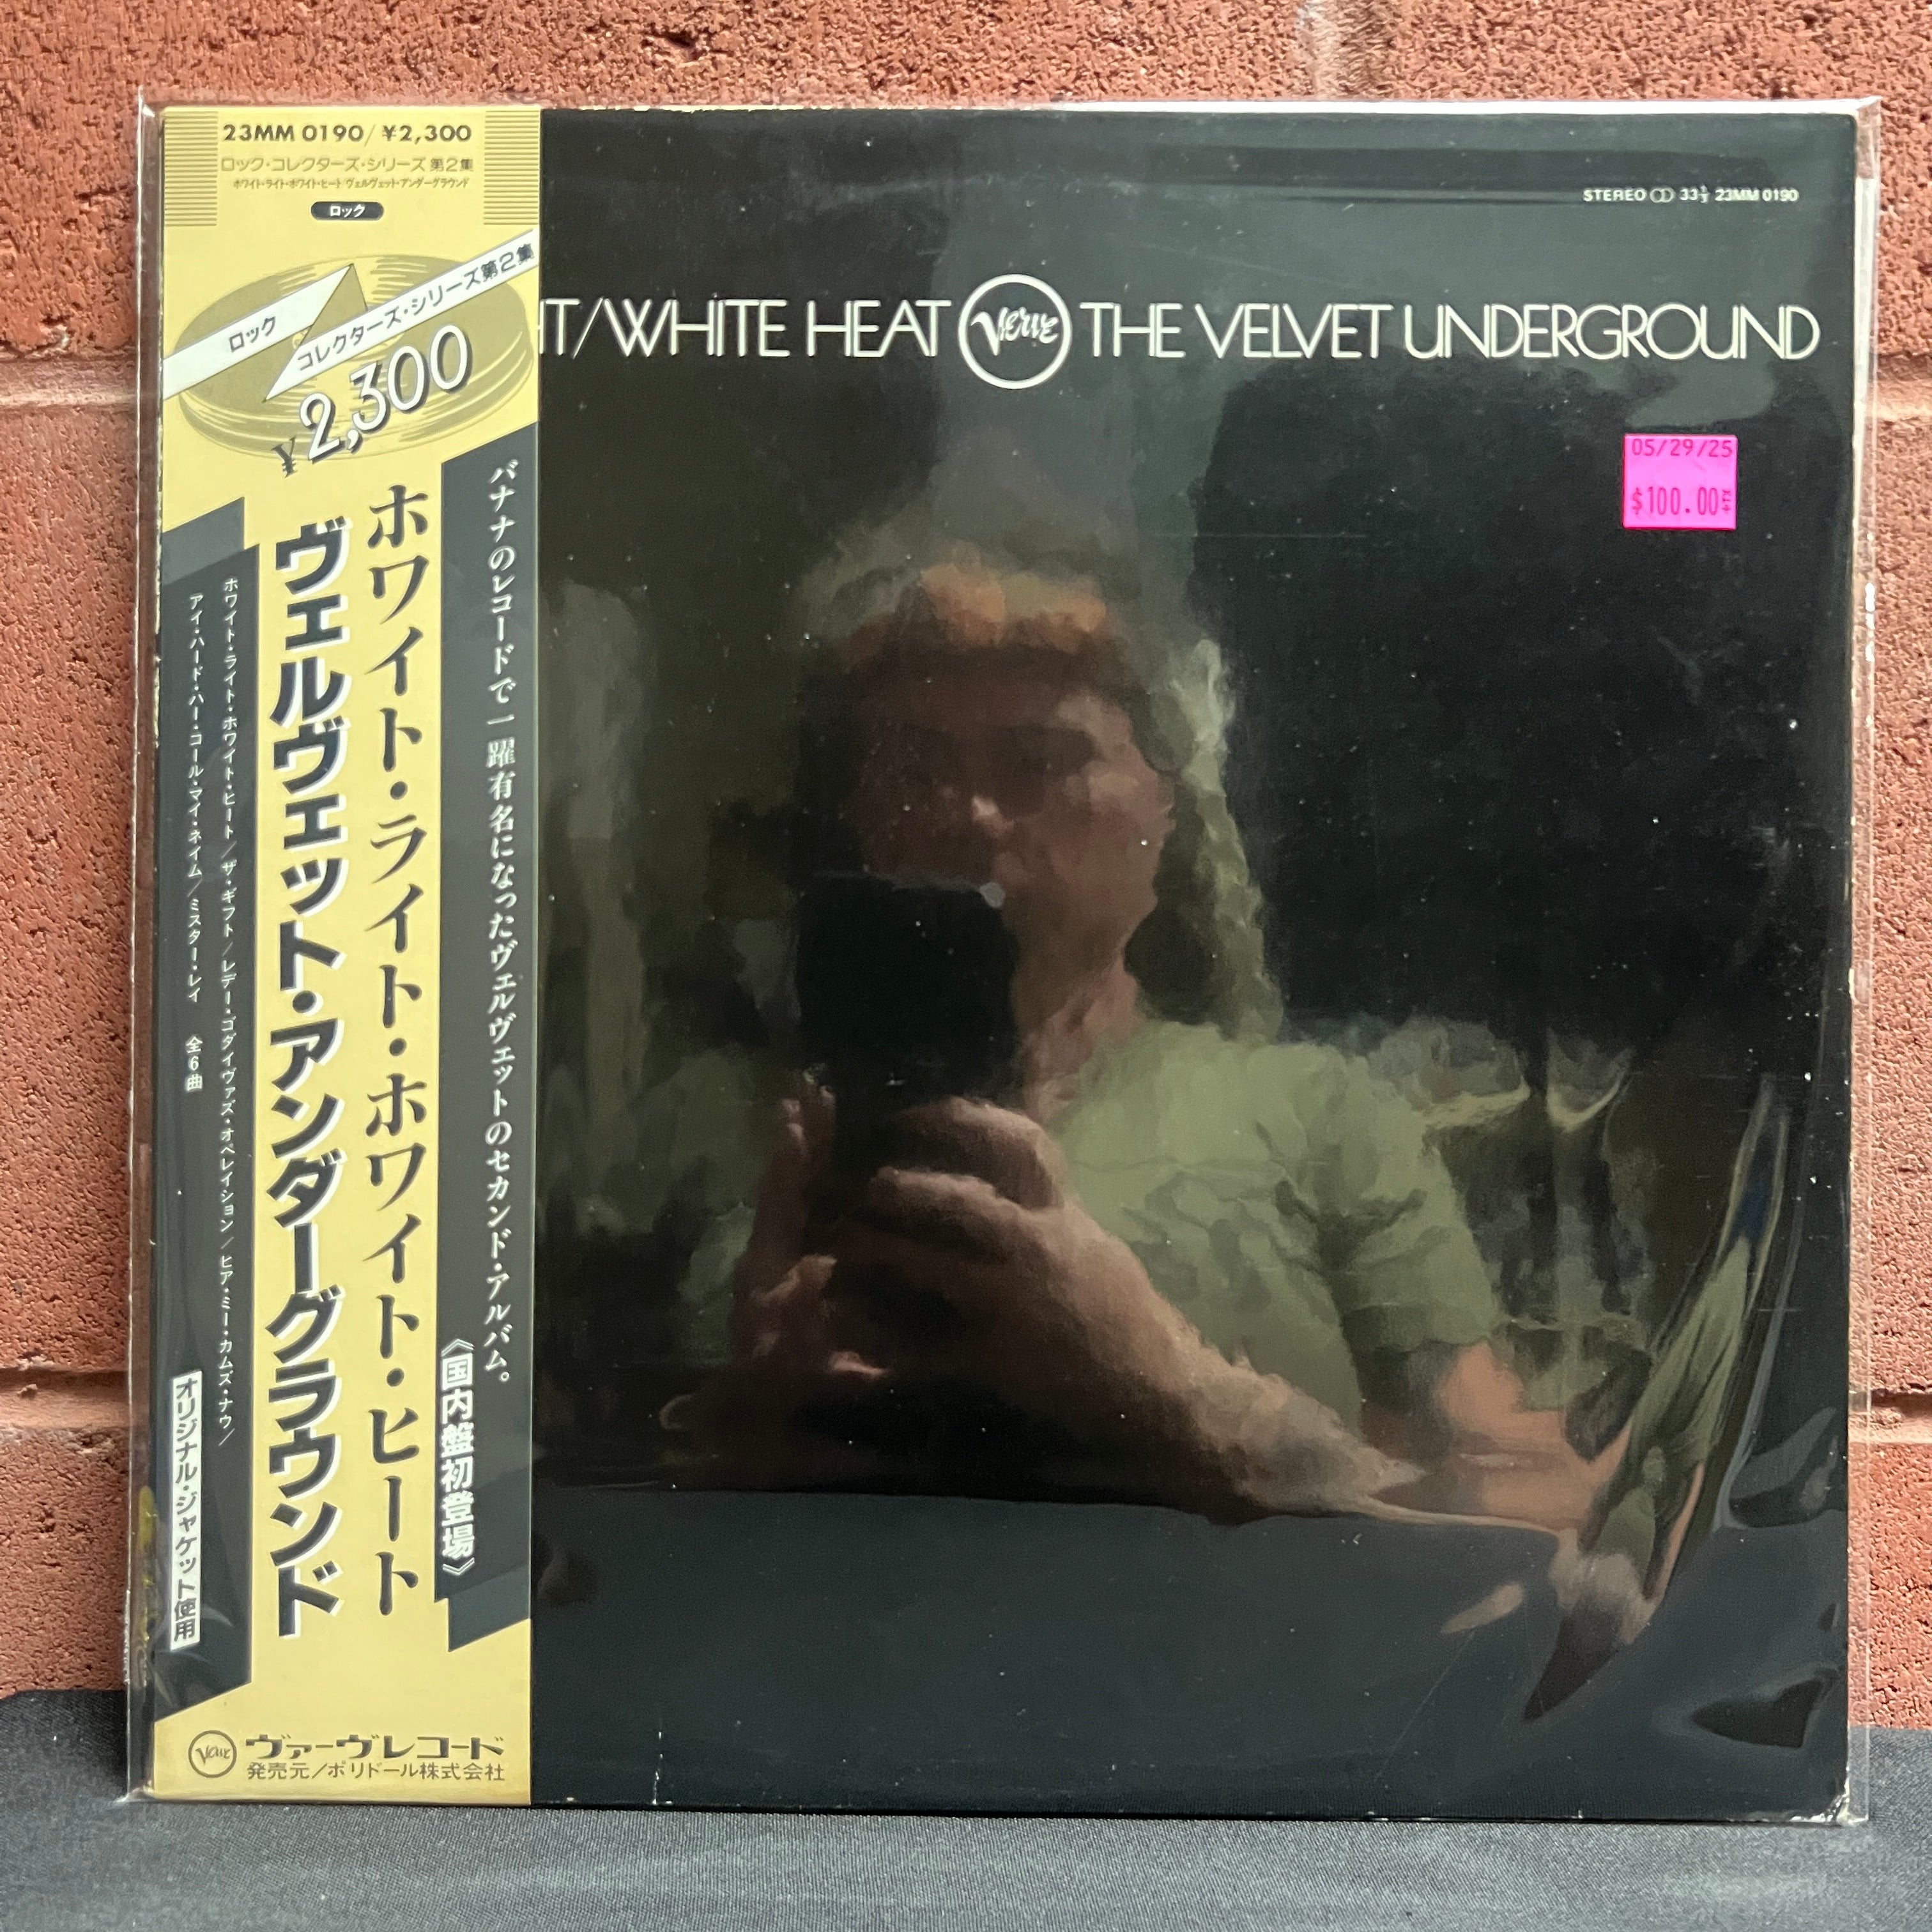 23MM 0190/¥2,300
ロック・コレクターズ・シリーズ 第2集
ホワイト・ライト・ホワイト・ヒート/ヴェルヴェット・アンダーグラウンド
ロック
ロック
コレクターズ・シリーズ第2集
¥2,300
バナナのレコードで一躍有名になったヴェルヴェットのセカンド・アルバム。
《国内盤初登場》
ホワイト・ライト・ホワイト・ヒート
ヴェルヴェット・アンダーグラウンド
ホワイト・ライト・ホワイト・ヒート/ザ・ギフト/レデー・ゴダイヴァズ・オペレイション/ヒア・ミー・カムズ・ナウ/
アイ・ハード・ハー・コール・マイ・ネイム/ミスター・レイ 全6曲
オリジナル・ジャケット使用
Verve ヴァーヴレコード
発売元/ポリドール株式会社
STEREO 33⅓ 23MM 0190
HT/WHITE HEAT Verve THE VELVET UNDERGROUND
05/29/25
$100.00